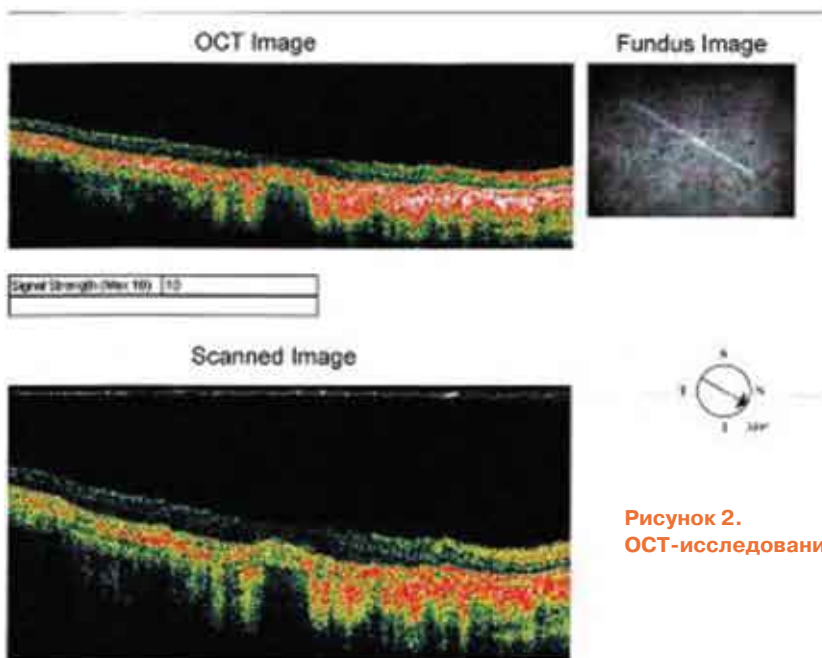 OCT Image
Fundus Image
Signal Strength (Max 10) 10
Scanned Image
Рисунок 2.
ОСТ-исследовани